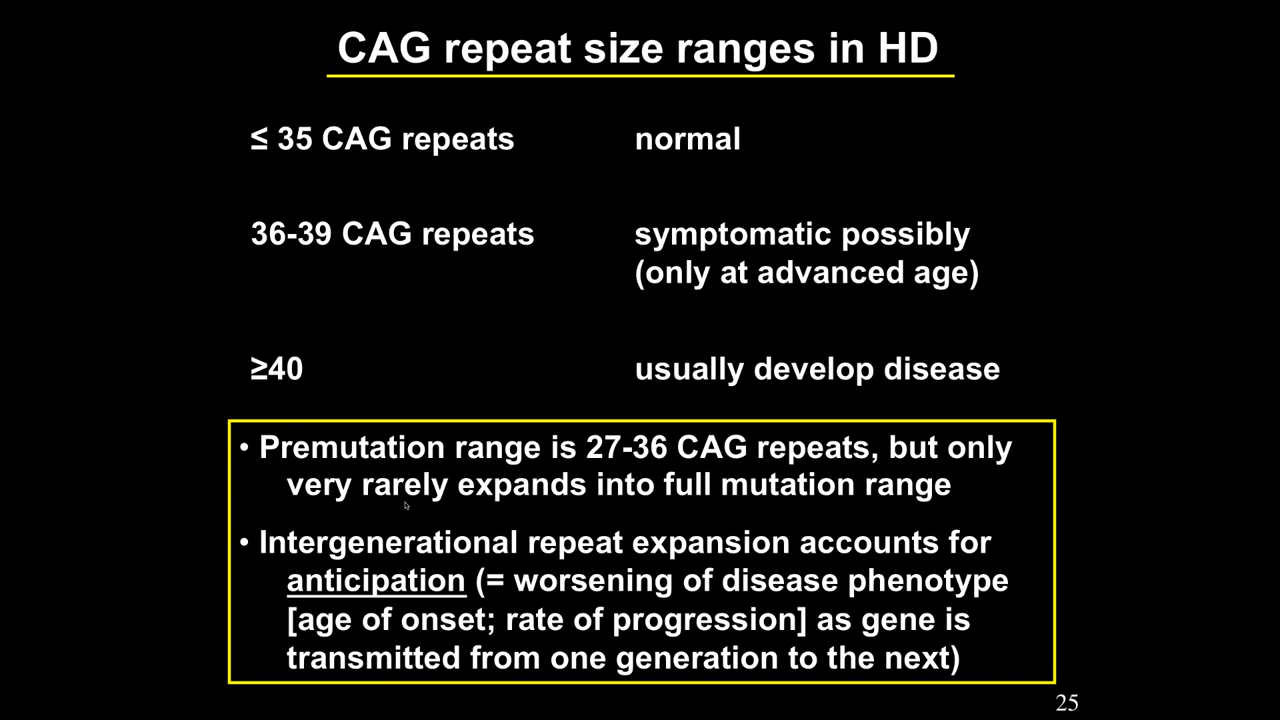 CAG repeat size ranges in HD
≤ 35 CAG repeats normal
36-39 CAG repeats symptomatic possibly
(only at advanced age)
≥40 usually develop disease
• Premutation range is 27-36 CAG repeats, but only
very rarely expands into full mutation range
• Intergenerational repeat expansion accounts for
anticipation (= worsening of disease phenotype
[age of onset; rate of progression] as gene is
transmitted from one generation to the next)
25